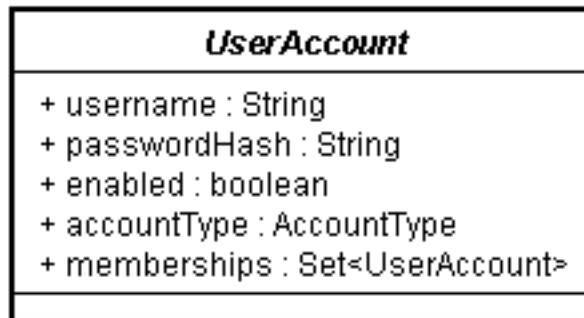 UserAccount
+ username : String
+ passwordHash : String
+ enabled : boolean
+ accountType : AccountType
+ memberships : Set<UserAccount>